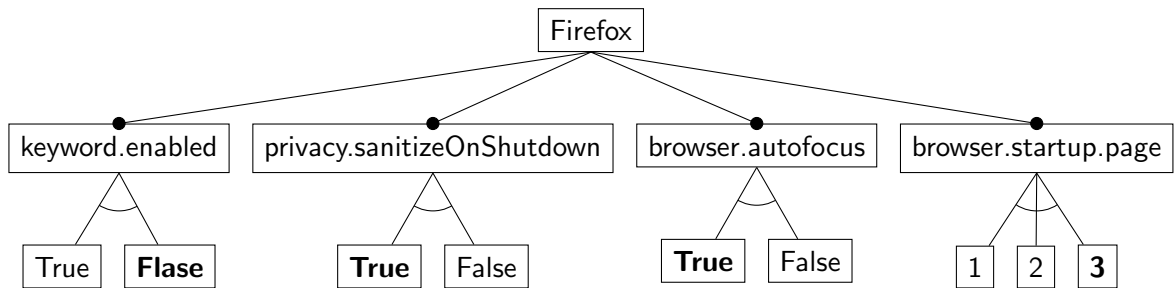 Firefox
keyword.enabled privacy.sanitizeOnShutdown browser.autofocus browser.startup.page
True Flase True False True False 1 2 3